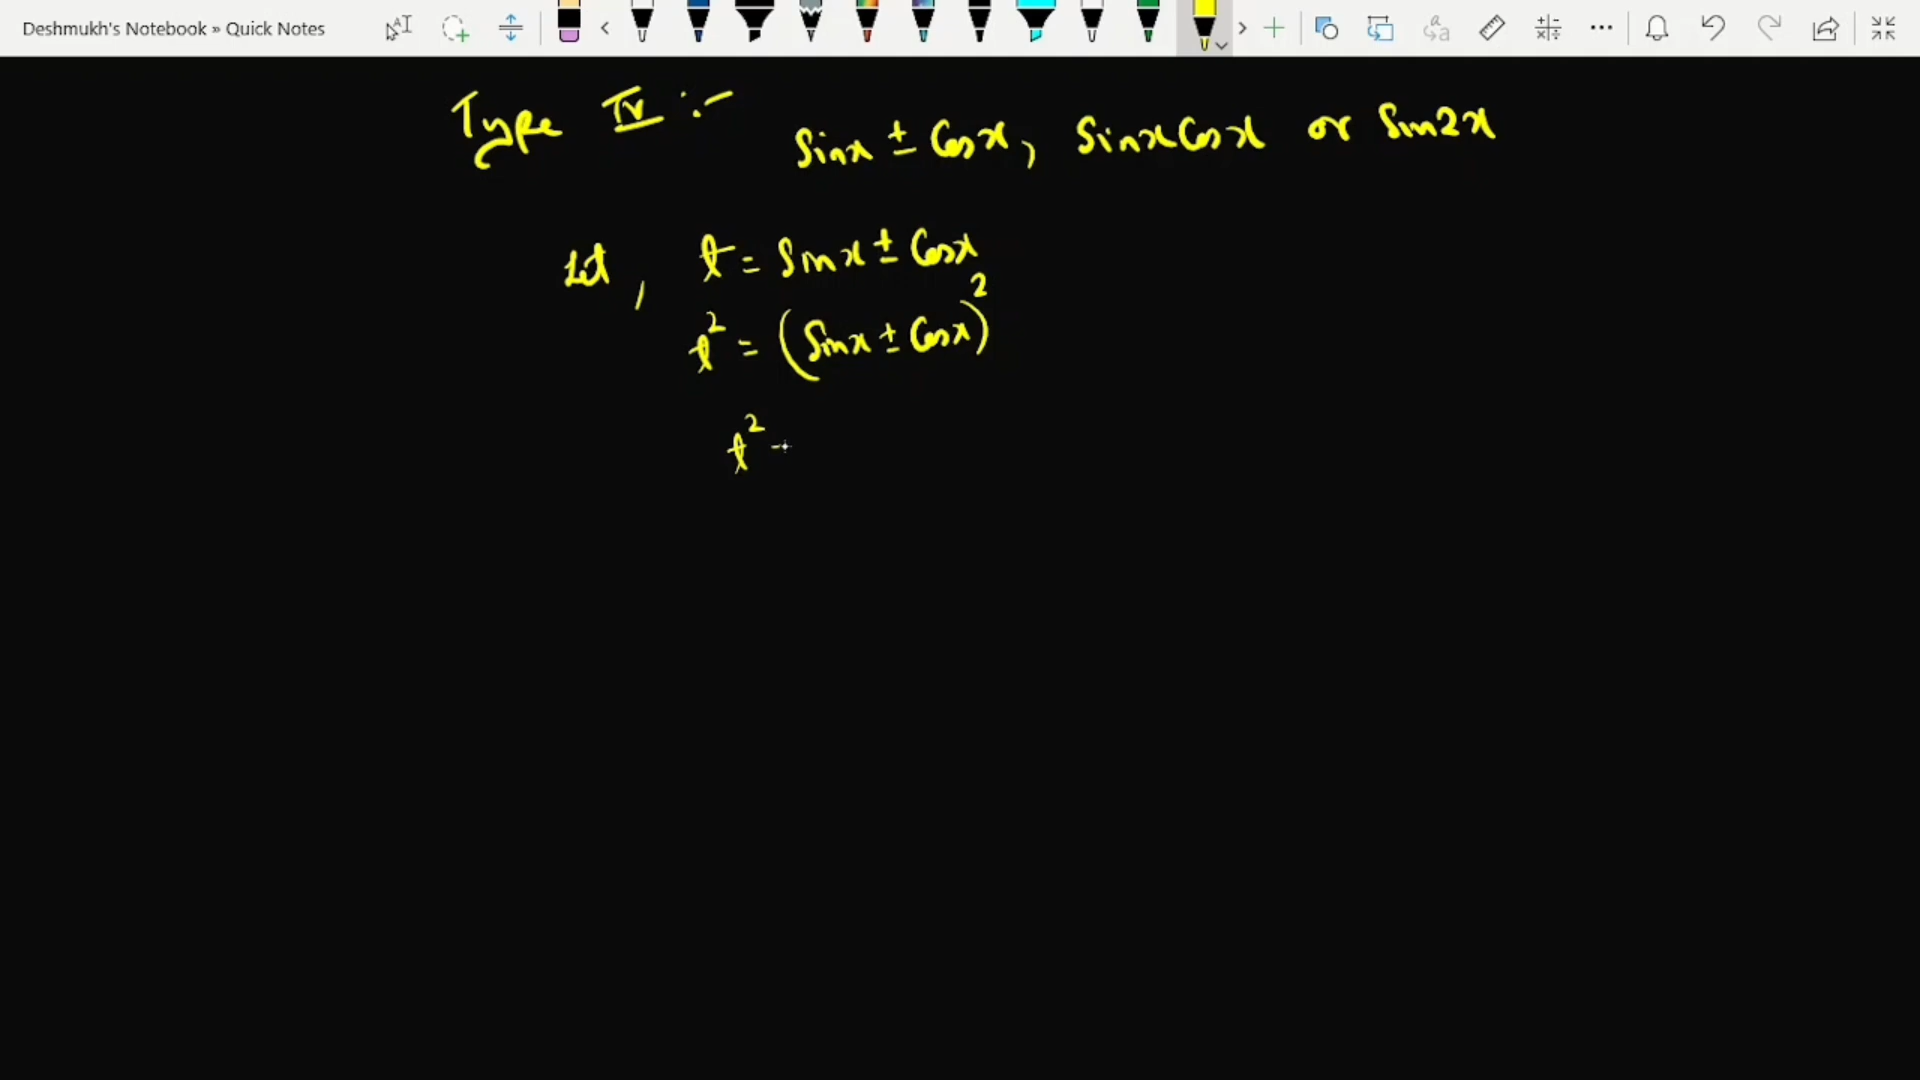 Deshmukh's Notebook » Quick Notes
Type IV :-
Sinx ± Cosx, SinxCosx or Sin2x
Let, t = Sinx ± Cosx
t² = (Sinx ± Cosx)²
t² -